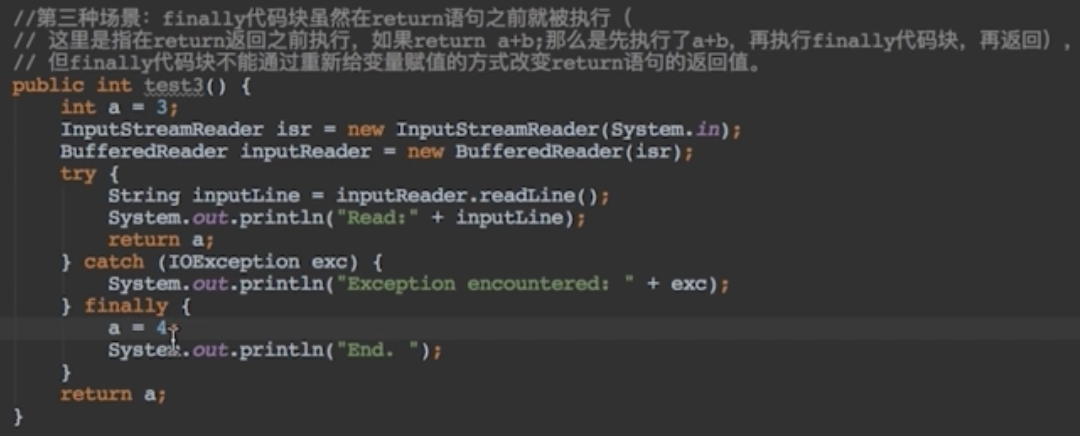 //第三种场景：finally代码块虽然在return语句之前就被执行（
// 这里是指在return返回之前执行，如果return a+b;那么是先执行了a+b，再执行finally代码块，再返回），
// 但finally代码块不能通过重新给变量赋值的方式改变return语句的返回值。
public int test3() {
    int a = 3;
    InputStreamReader isr = new InputStreamReader(System.in);
    BufferedReader inputReader = new BufferedReader(isr);
    try {
        String inputLine = inputReader.readLine();
        System.out.println("Read:" + inputLine);
        return a;
    } catch (IOException exc) {
        System.out.println("Exception encountered: " + exc);
    } finally {
        a = 4;
        System.out.println("End. ");
    }
    return a;
}